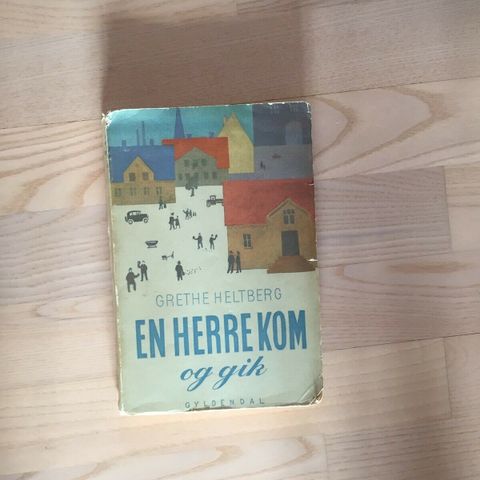 GRETHE HELTBERG
EN HERRE KOM
og gik
GYLDENDAL